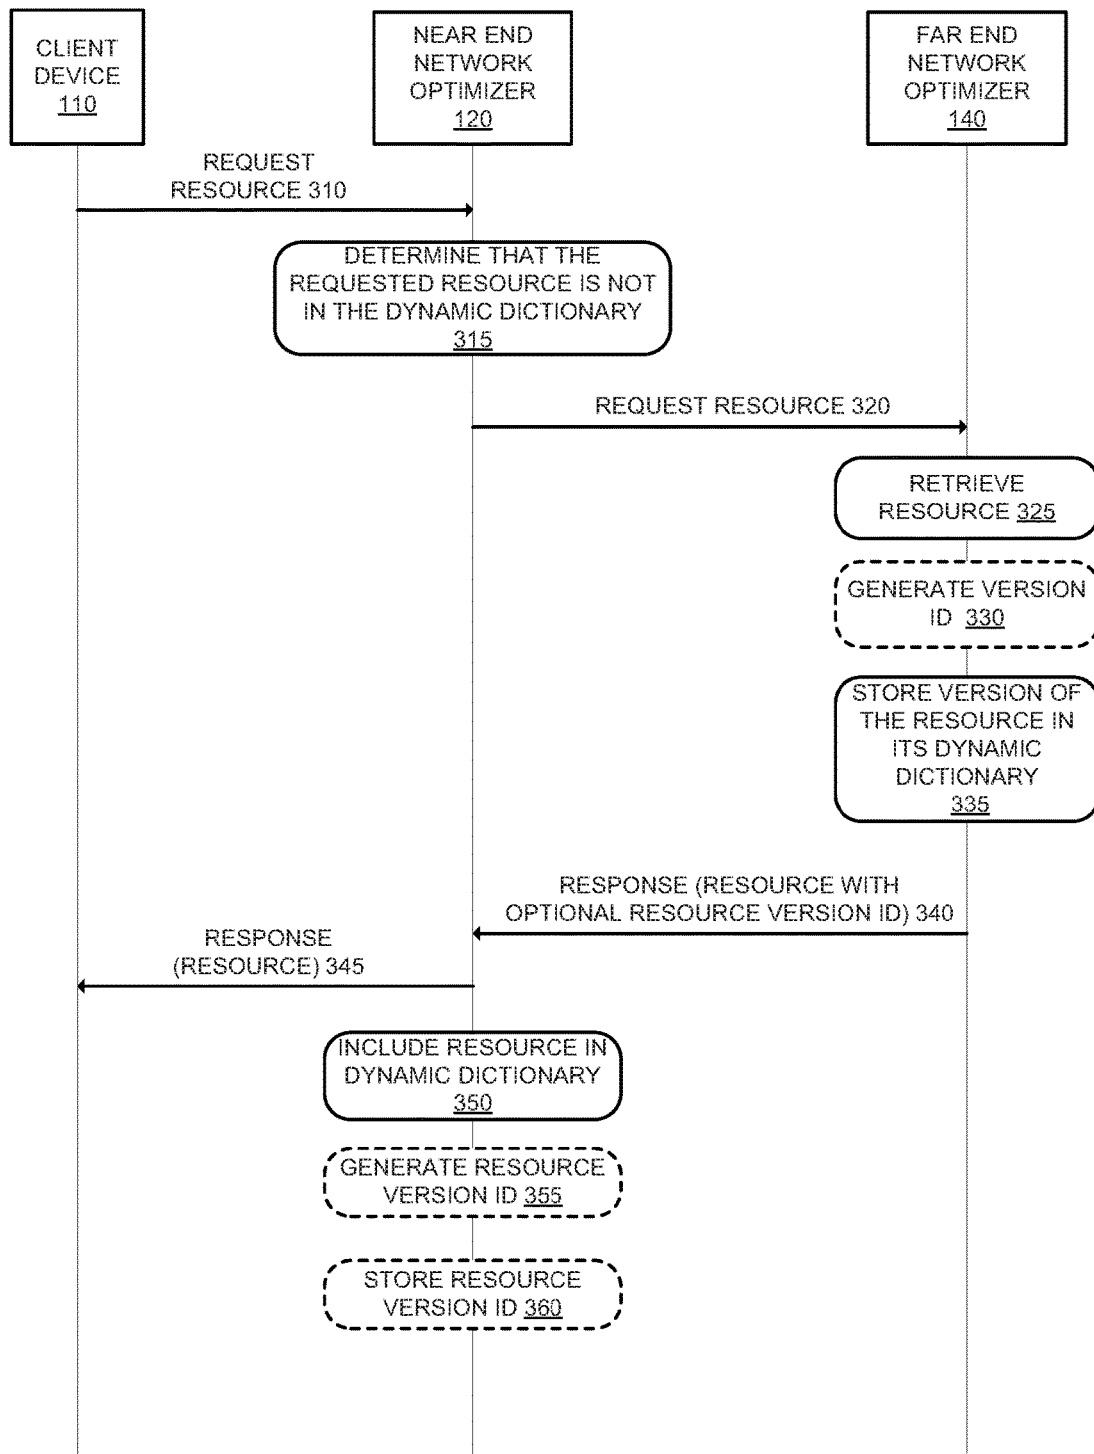 CLIENT
DEVICE
110
NEAR END
NETWORK
OPTIMIZER
120
FAR END
NETWORK
OPTIMIZER
140
REQUEST
RESOURCE 310
DETERMINE THAT THE
REQUESTED RESOURCE IS NOT
IN THE DYNAMIC DICTIONARY
315
REQUEST RESOURCE 320
RETRIEVE
RESOURCE 325
GENERATE VERSION
ID 330
STORE VERSION OF
THE RESOURCE IN
ITS DYNAMIC
DICTIONARY
335
RESPONSE (RESOURCE WITH
OPTIONAL RESOURCE VERSION ID) 340
RESPONSE
(RESOURCE) 345
INCLUDE RESOURCE IN
DYNAMIC DICTIONARY
350
GENERATE RESOURCE
VERSION ID 355
STORE RESOURCE
VERSION ID 360